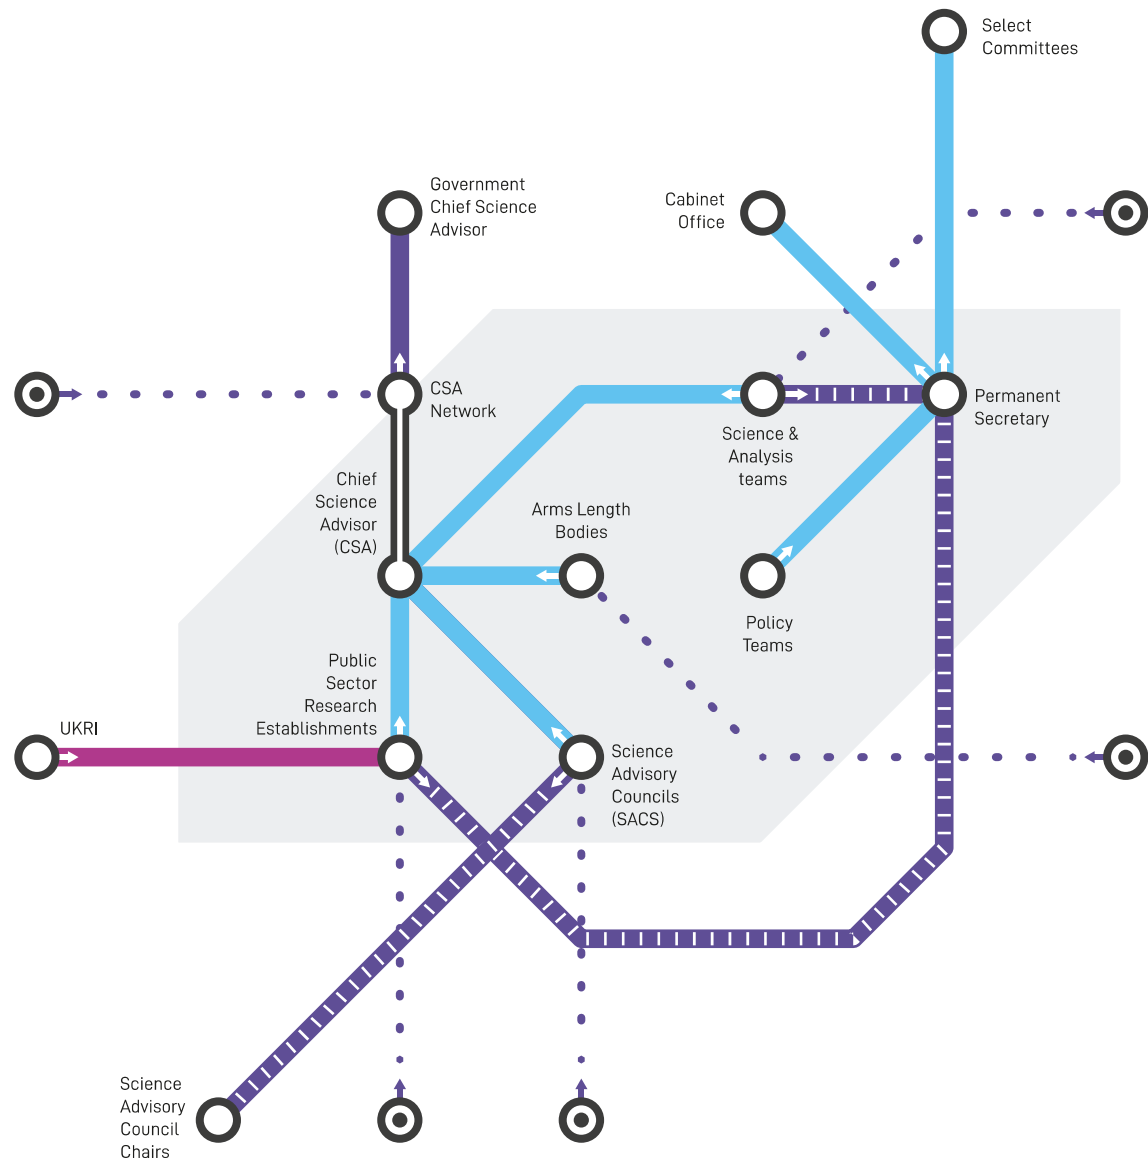 Select
Committees
Government
Chief Science
Advisor
Cabinet
Office
CSA
Network
Permanent
Secretary
Science &
Analysis
teams
Chief
Science
Advisor
(CSA)
Arms Length
Bodies
Policy
Teams
Public
Sector
Research
Establishments
UKRI
Science
Advisory
Councils
(SACS)
Science
Advisory
Council
Chairs